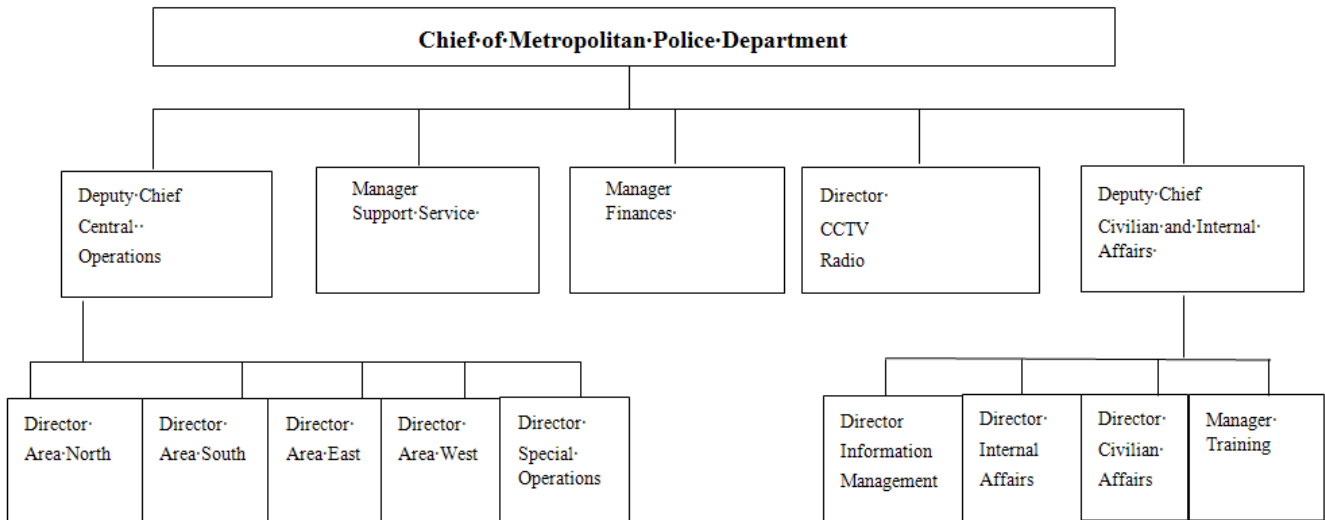 Chief·of·Metropolitan·Police·Department
Deputy·Chief
Central··
Operations
Manager
Support·Service·
Manager
Finances·
Director·
CCTV
Radio
Deputy·Chief
Civilian·and·Internal·
Affairs·
Director·
Area·North
Director·
Area·South
Director·
Area·East
Director·
Area·West
Director·
Special·
Operations
Director
Information
Management
Director·
Internal
Affairs
Director·
Civilian·
Affairs
Manager·
Training